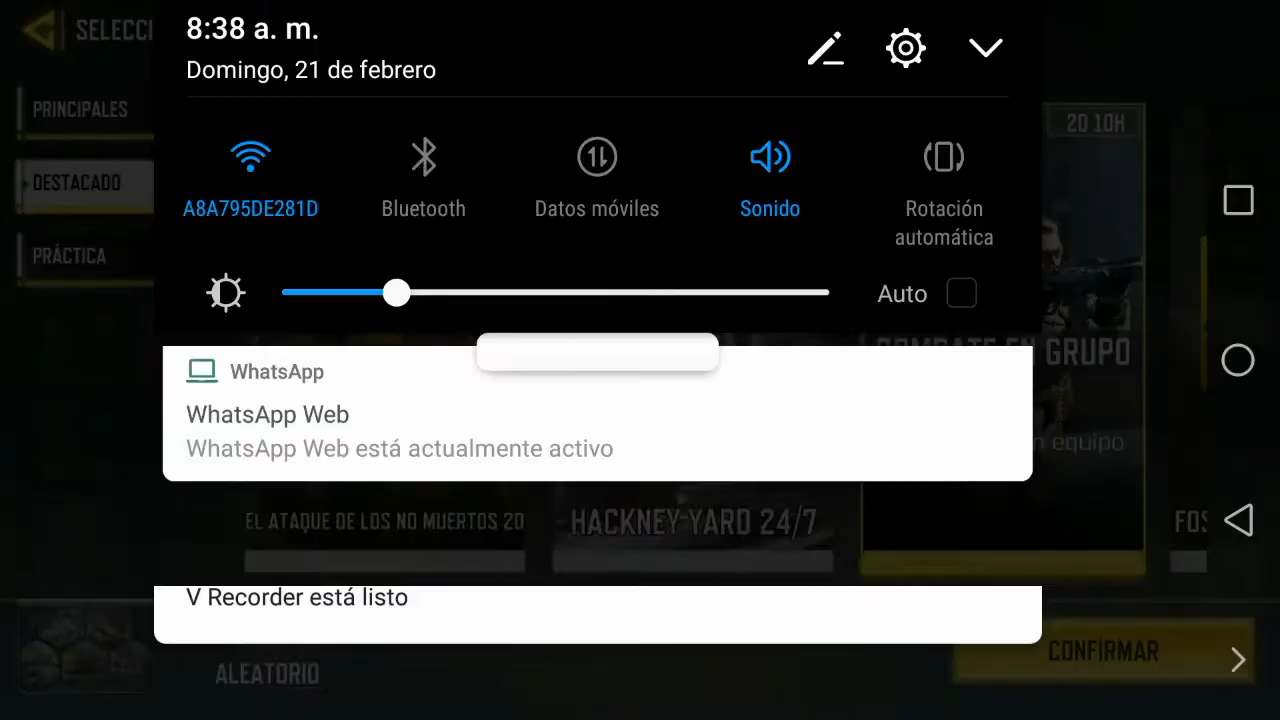 SELECCI
8:38 a. m.
Domingo, 21 de febrero
PRINCIPALES
DESTACADO
PRÁCTICA
2D 10H
A8A795DE281D
Bluetooth
Datos móviles
Sonido
Rotación
automática
Auto
COMBATE EN GRUPO
WhatsApp
WhatsApp Web
WhatsApp Web está actualmente activo
n equipo
EL ATAQUE DE LOS NO MUERTOS 20
HACKNEY YARD 24/7
FOS
V Recorder está listo
ALEATORIO
CONFIRMAR